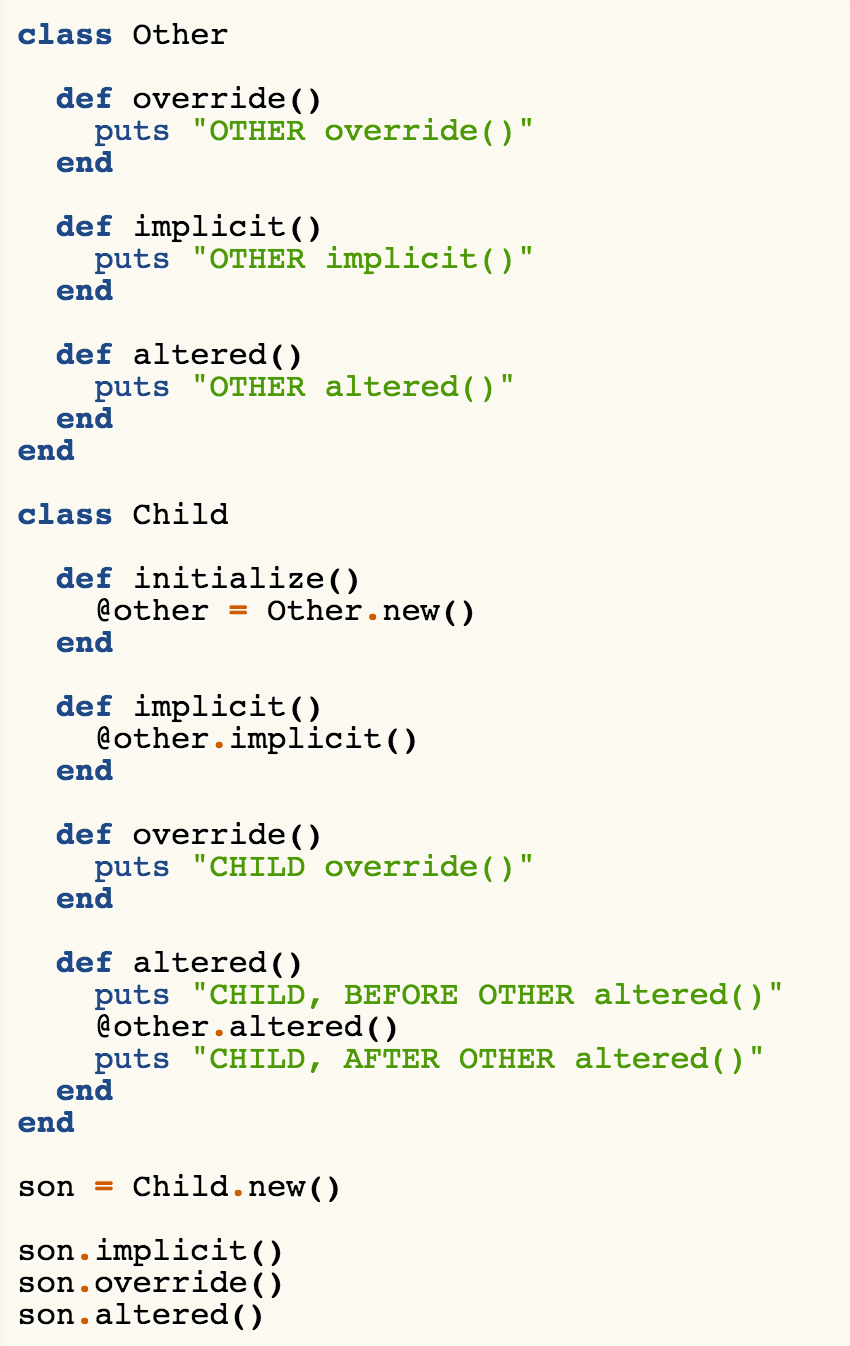 class Other

  def override()
    puts "OTHER override()"
  end

  def implicit()
    puts "OTHER implicit()"
  end

  def altered()
    puts "OTHER altered()"
  end
end

class Child

  def initialize()
    @other = Other.new()
  end

  def implicit()
    @other.implicit()
  end

  def override()
    puts "CHILD override()"
  end

  def altered()
    puts "CHILD, BEFORE OTHER altered()"
    @other.altered()
    puts "CHILD, AFTER OTHER altered()"
  end
end

son = Child.new()

son.implicit()
son.override()
son.altered()